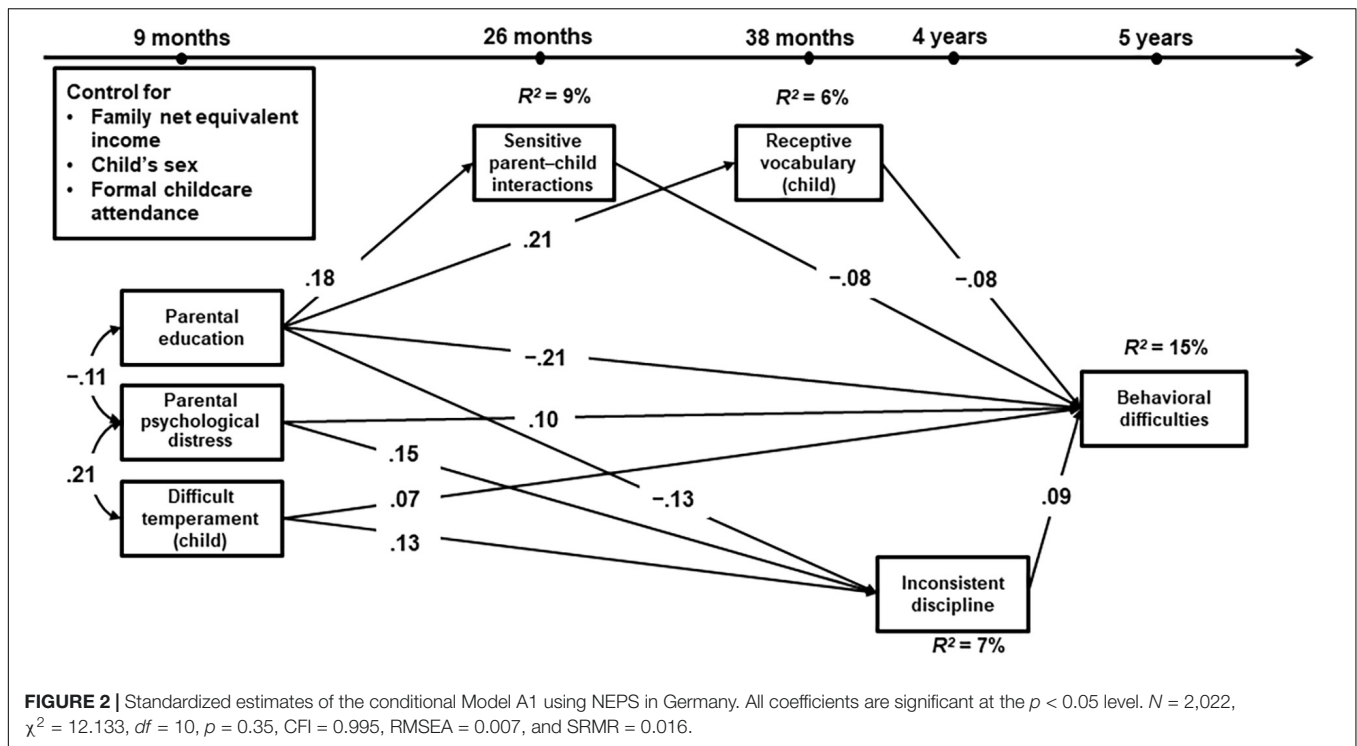 9 months
26 months
38 months
4 years
5 years
Control for
• Family net equivalent
income
• Child's sex
• Formal childcare
attendance
R² = 9%
R² = 6%
Sensitive
parent–child
interactions
Receptive
vocabulary
(child)
.18
.21
−.08
−.08
Parental
education
−.21
R² = 15%
−.11
Parental
psychological
distress
.10
Behavioral
difficulties
.15
.21
Difficult
temperament
(child)
.07
−.13
.09
.13
Inconsistent
discipline
R² = 7%
FIGURE 2 | Standardized estimates of the conditional Model A1 using NEPS in Germany. All coefficients are significant at the p < 0.05 level. N = 2,022,
χ² = 12.133, df = 10, p = 0.35, CFI = 0.995, RMSEA = 0.007, and SRMR = 0.016.